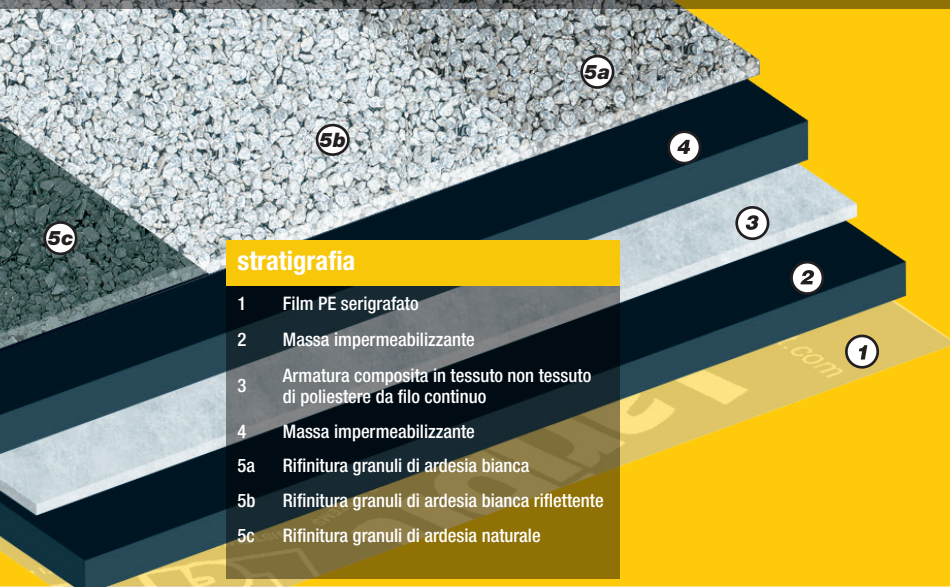 5a
5b
4
3
5c
2
1
.com
stratigrafia
1 Film PE serigrafato
2 Massa impermeabilizzante
3 Armatura composita in tessuto non tessuto
di poliestere da filo continuo
4 Massa impermeabilizzante
5a Rifinitura granuli di ardesia bianca
5b Rifinitura granuli di ardesia bianca riflettente
5c Rifinitura granuli di ardesia naturale